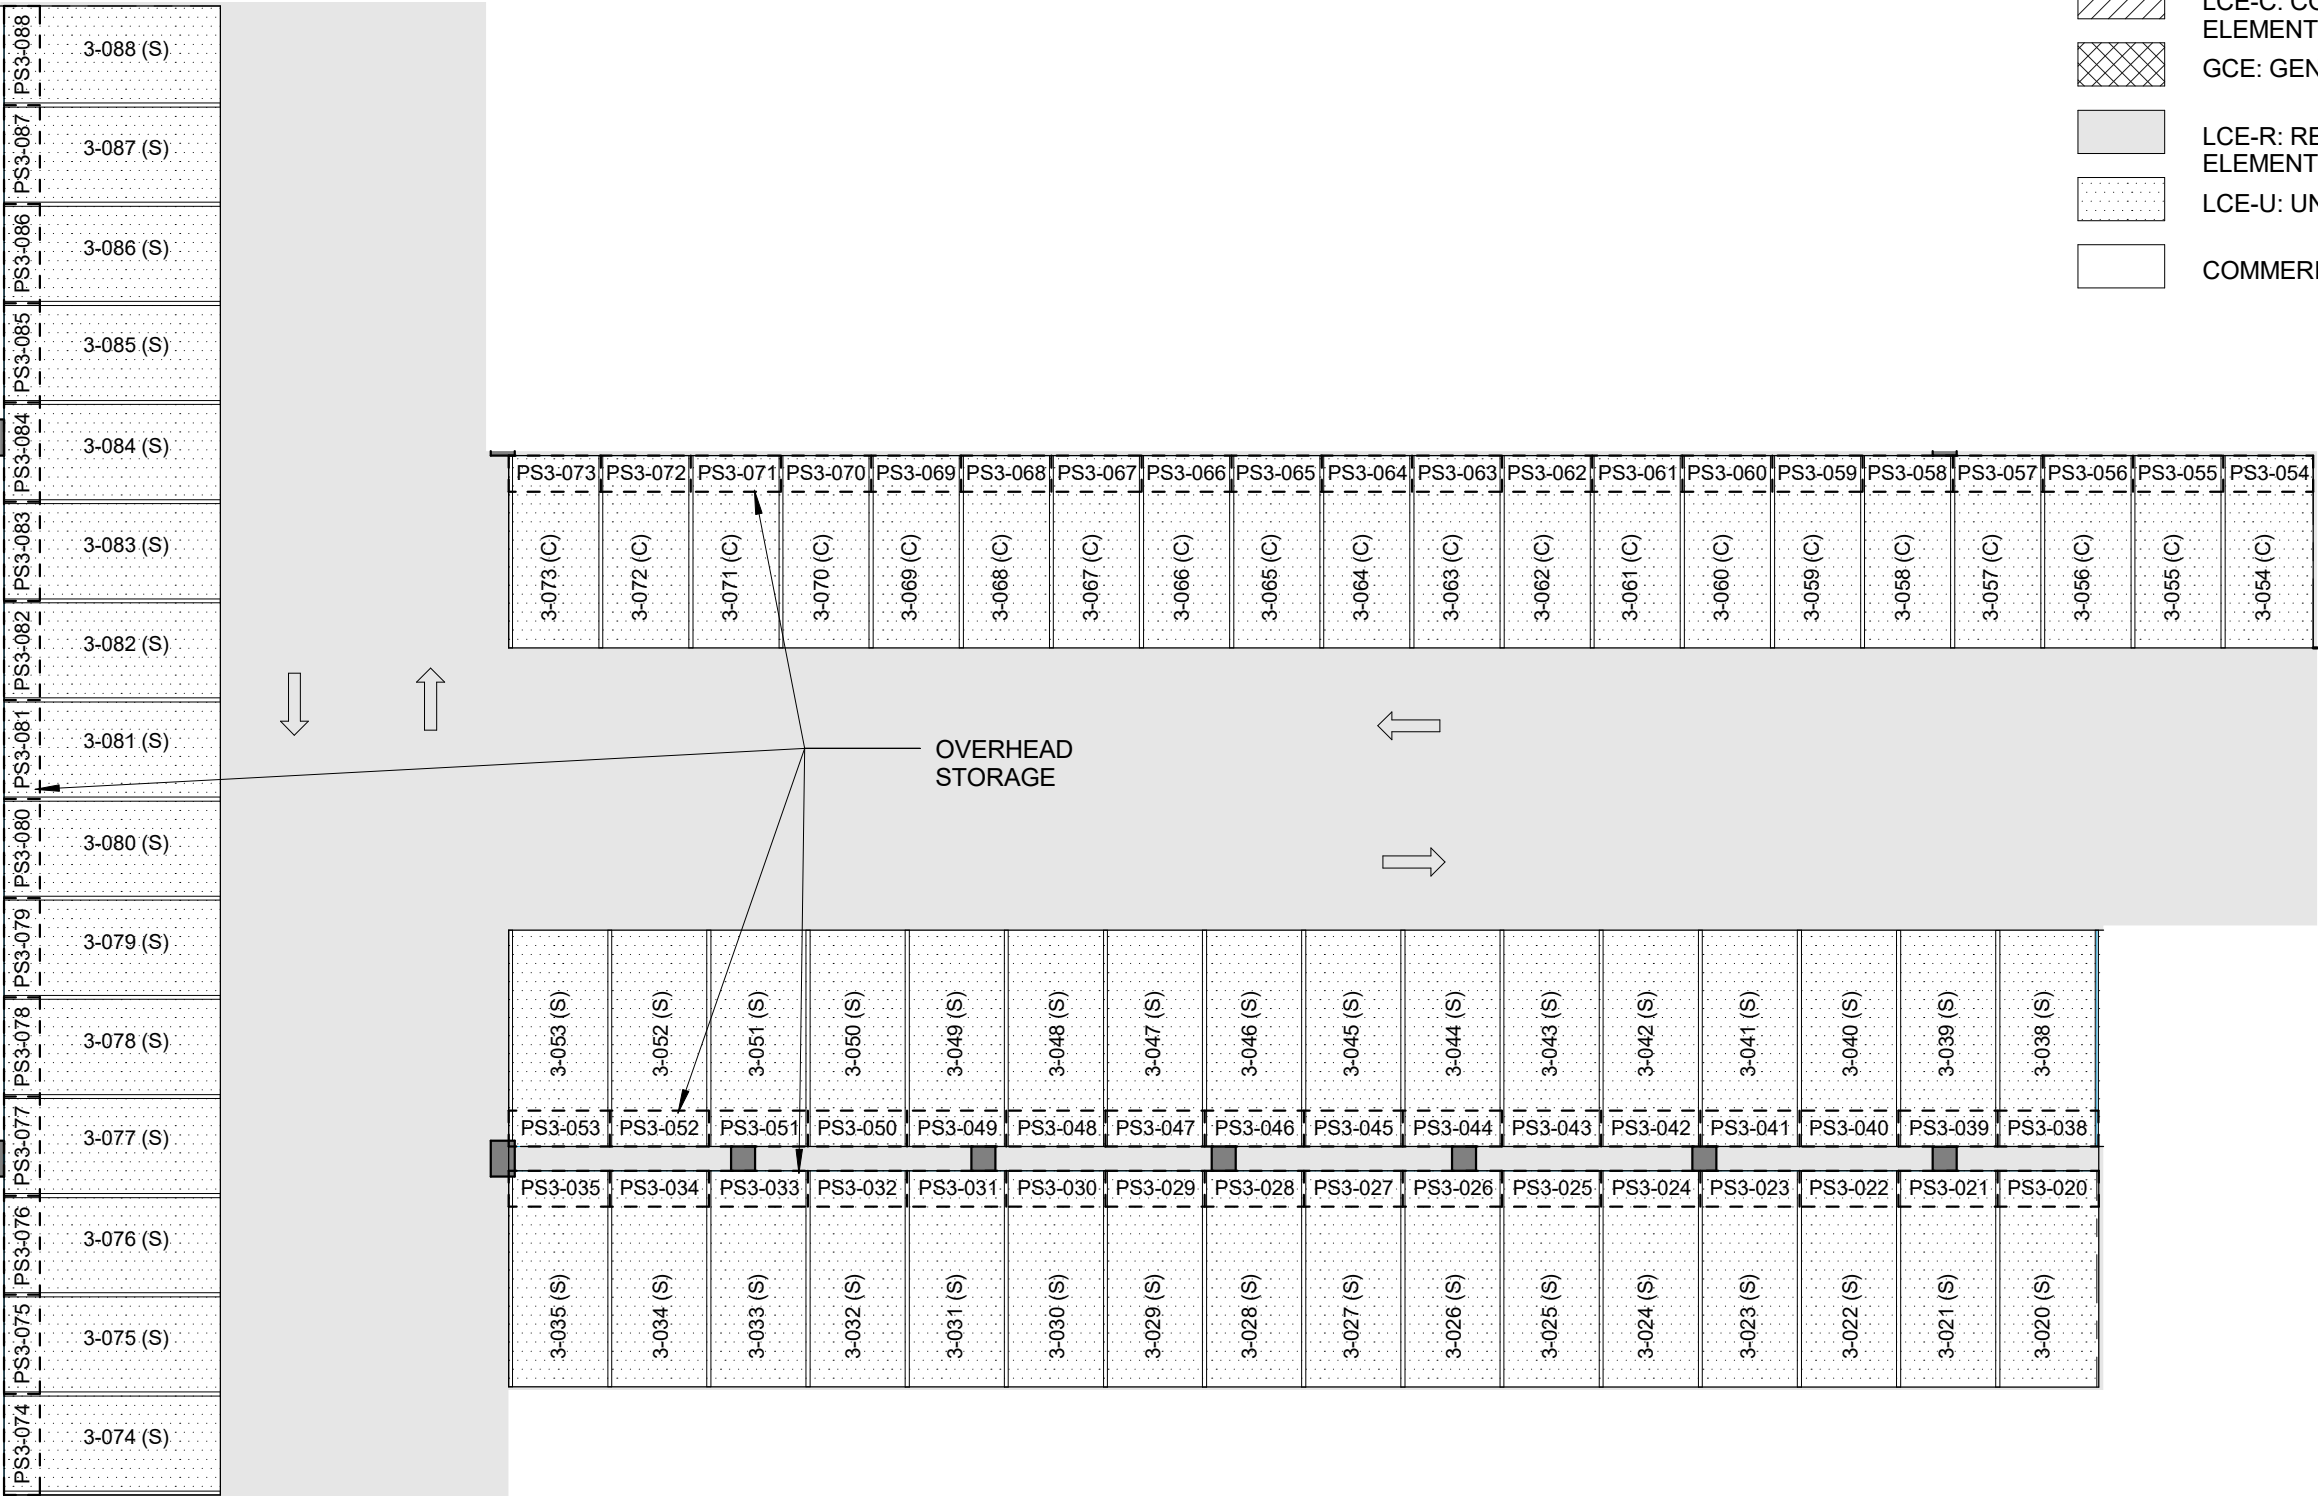 LCE-C:
ELEMENT
GCE:
LCE-R:
ELEMENT
LCE-U:
PS3-088 3-088 (S)
PS3-087 3-087 (S)
PS3-086 3-086 (S)
PS3-085 3-085 (S)
PS3-084 3-084 (S)
PS3-083 3-083 (S)
PS3-082 3-082 (S)
PS3-081 3-081 (S)
PS3-080 3-080 (S)
PS3-079 3-079 (S)
PS3-078 3-078 (S)
PS3-077 3-077 (S)
PS3-076 3-076 (S)
PS3-075 3-075 (S)
PS3-074 3-074 (S)
PS3-073 PS3-072 PS3-071 PS3-070 PS3-069 PS3-068 PS3-067 PS3-066 PS3-065 PS3-064 PS3-063 PS3-062 PS3-061 PS3-060 PS3-059 PS3-058 PS3-057 PS3-056 PS3-055 PS3-054
3-073 (C) 3-072 (C) 3-071 (C) 3-070 (C) 3-069 (C) 3-068 (C) 3-067 (C) 3-066 (C) 3-065 (C) 3-064 (C) 3-063 (C) 3-062 (C) 3-061 (C) 3-060 (C) 3-059 (C) 3-058 (C) 3-057 (C) 3-056 (C) 3-055 (C) 3-054 (C)
OVERHEAD
STORAGE
3-053 (S) 3-052 (S) 3-051 (S) 3-050 (S) 3-049 (S) 3-048 (S) 3-047 (S) 3-046 (S) 3-045 (S) 3-044 (S) 3-043 (S) 3-042 (S) 3-041 (S) 3-040 (S) 3-039 (S) 3-038 (S)
PS3-053 PS3-052 PS3-051 PS3-050 PS3-049 PS3-048 PS3-047 PS3-046 PS3-045 PS3-044 PS3-043 PS3-042 PS3-041 PS3-040 PS3-039 PS3-038
PS3-035 PS3-034 PS3-033 PS3-032 PS3-031 PS3-030 PS3-029 PS3-028 PS3-027 PS3-026 PS3-025 PS3-024 PS3-023 PS3-022 PS3-021 PS3-020
3-035 (S) 3-034 (S) 3-033 (S) 3-032 (S) 3-031 (S) 3-030 (S) 3-029 (S) 3-028 (S) 3-027 (S) 3-026 (S) 3-025 (S) 3-024 (S) 3-023 (S) 3-022 (S) 3-021 (S) 3-020 (S)